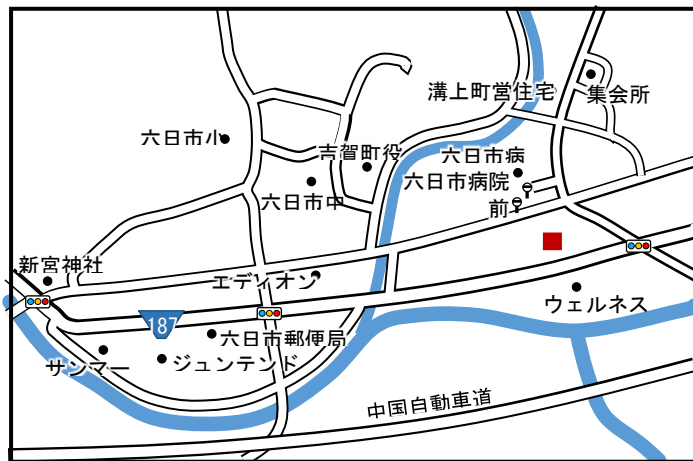 溝上町営住宅
集会所
六日市小
吉賀町役
六日市病
六日市病院
前
六日市中
新宮神社
エディオン
ウェルネス
187
六日市郵便局
サンマー
ジュンテンド
中国自動車道